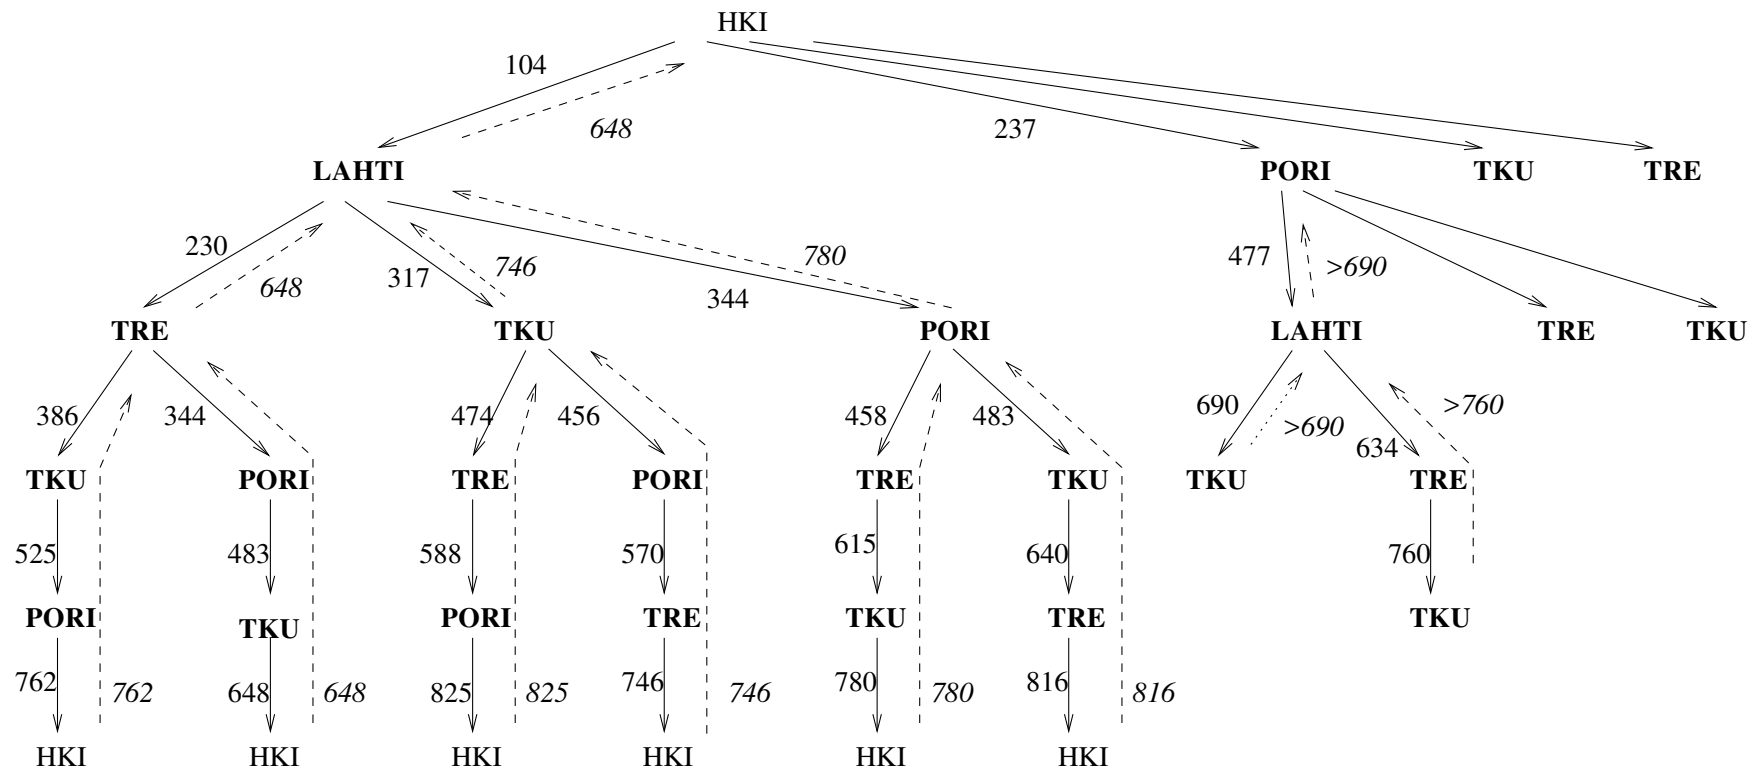 HKI
104
648
237
LAHTI PORI TKU TRE
230 648 317 746 780 344 477 >690
TRE TKU PORI LAHTI TRE TKU
386 344 474 456 458 483 690 >690 634 >760
TKU PORI TRE PORI TRE TKU TKU TRE
525 483 588 570 615 640 760
PORI TKU PORI TRE TKU TRE TKU
762 762 648 648 825 825 746 746 780 780 816 816
HKI HKI HKI HKI HKI HKI